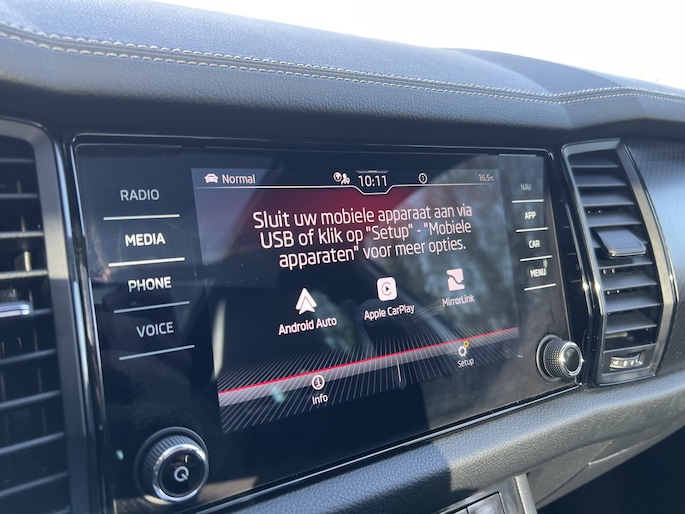 RADIO
MEDIA
PHONE
VOICE
Normal
10:11
16.5°C
Sluit uw mobiele apparaat aan via
USB of klik op "Setup" - "Mobiele
apparaten" voor meer opties.
Android Auto
Apple CarPlay
MirrorLink
Info
Setup
NAV
APP
CAR
MENU